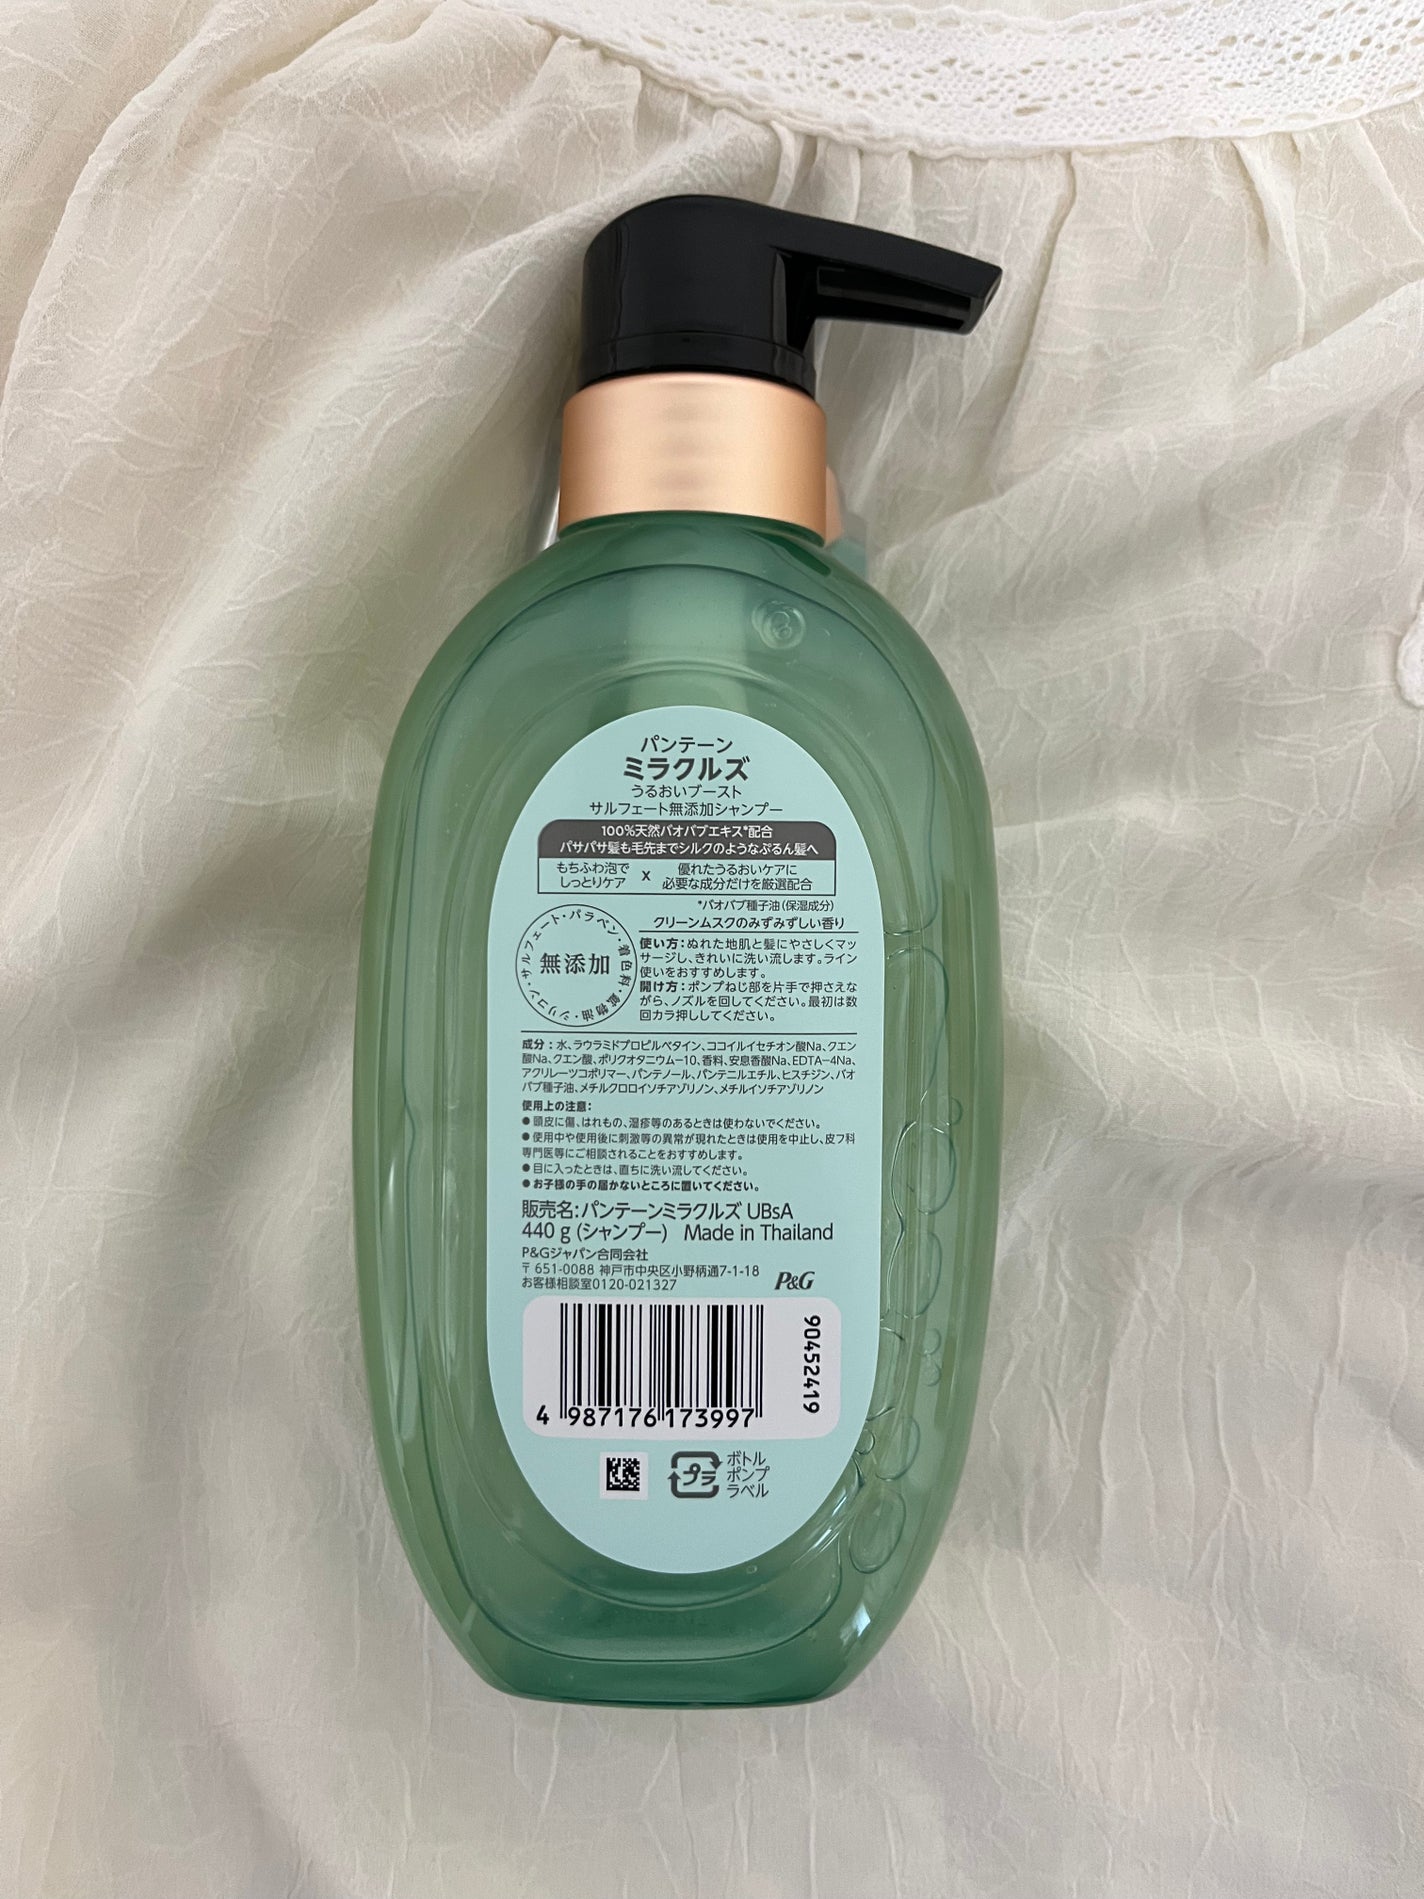 パンテーン
ミラクルズ
うるおいブースト
サルフェート無添加シャンプー
100%天然バオバブエキス*配合
パサパサ髪も毛先までシルクのようなぷるん髪へ
もちふわ泡で
しっとりケア
x
優れたうるおいケアに
必要な成分だけを厳選配合
*バオバブ種子油(保湿成分)
クリーンムスクのみずみずしい香り
サルフェート・パラベン・着色料・鉱物油・シリコン・
無添加
使い方:ぬれた地肌と髪にやさしくマッ
サージし、きれいに洗い流します。ライン
使いをおすすめします。
開け方:ポンプねじ部を片手で押さえな
がら、ノズルを回してください。最初は数
回カラ押ししてください。
成分:水、ラウラミドプロピルベタイン、ココイルイセチオン酸Na、クエン
酸Na、クエン酸、ポリクオタニウム-10、香料、安息香酸Na、EDTA-4Na、
アクリレーツコポリマー、パンテノール、パンテニルエチル、ヒスチジン、バオ
バブ種子油、メチルクロロイソチアゾリノン、メチルイソチアゾリノン
使用上の注意:
●頭皮に傷、はれもの、湿疹等のあるときは使わないでください。
●使用中や使用後に刺激等の異常が現れたときは使用を中止し、皮フ科
専門医等にご相談されることをおすすめします。
●目に入ったときは、直ちに洗い流してください。
●お子様の手の届かないところに置いてください。
販売名:パンテーンミラクルズ UBsA
440 g (シャンプー) Made in Thailand
P&Gジャパン合同会社
〒651-0088 神戸市中央区小野柄通7-1-18
お客様相談室0120-021327
P&G
4 987176 173997
90452419
プラ
ボトル
ポンプ
ラベル